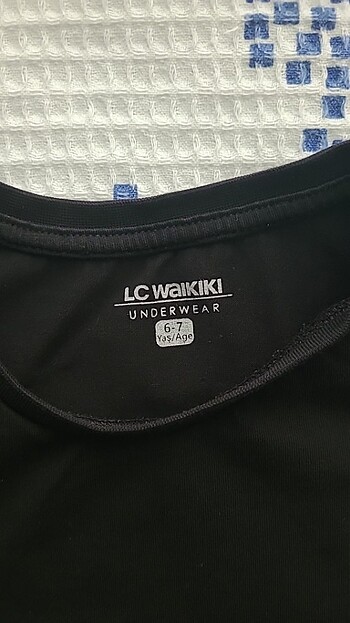 LC WAIKIKI
UNDERWEAR
6-7
Yaş/Age